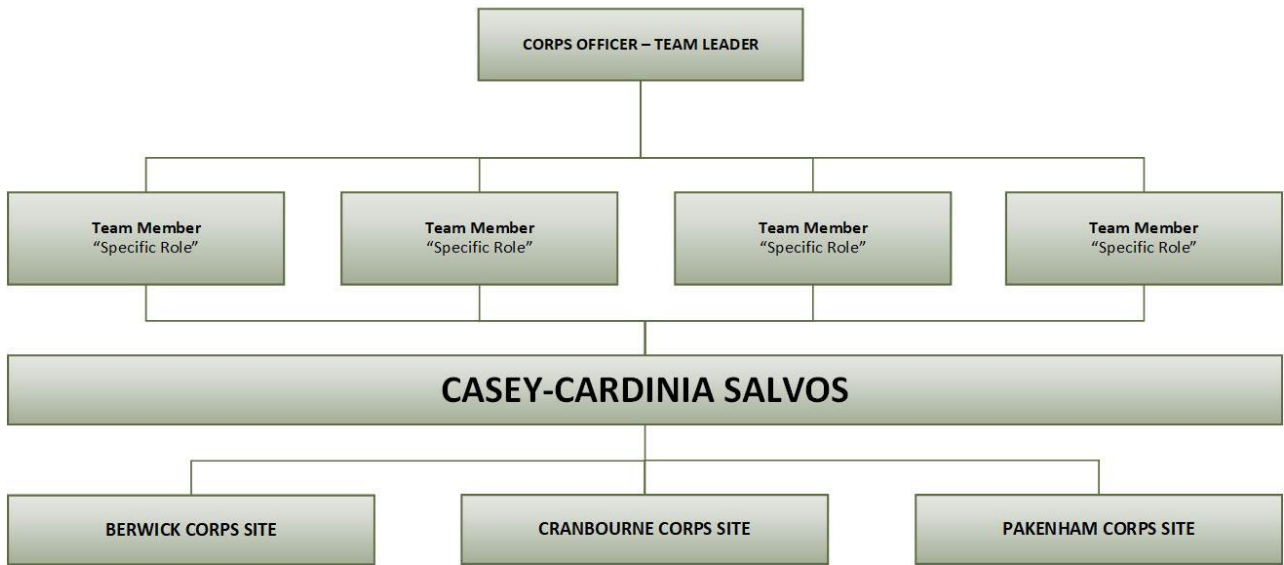 CORPS OFFICER – TEAM LEADER
Team Member
“Specific Role”
Team Member
“Specific Role”
Team Member
“Specific Role”
Team Member
“Specific Role”
CASEY-CARDINIA SALVOS
BERWICK CORPS SITE
CRANBOURNE CORPS SITE
PAKENHAM CORPS SITE